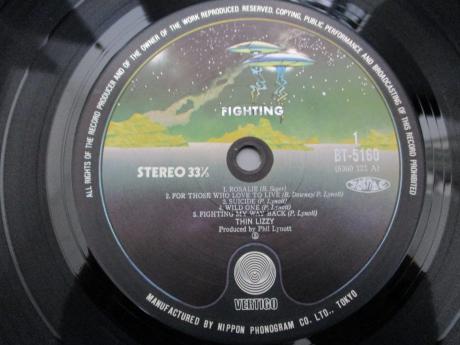 ALL RIGHTS OF THE RECORD PRODUCER AND OF THE OWNER OF THE WORK REPRODUCED RESERVED. COPYING, PUBLIC PERFORMANCE AND BROADCASTING OF THIS RECORD PROHIBITED
FIGHTING
1
BT-5160
STEREO 33⅓
1. ROSALIE (B. Seger)
2. FOR THOSE WHO LOVE TO LIVE (B. Downey/P. Lynott)
3. SUICIDE (P. Lynott)
4. WILD ONE (P. Lynott)
5. FIGHTING MY WAY BACK (P. Lynott)
THIN LIZZY
Produced by Phil Lynott
Ⓟ
VERTIGO
MANUFACTURED BY NIPPON PHONOGRAM CO. LTD., TOKYO